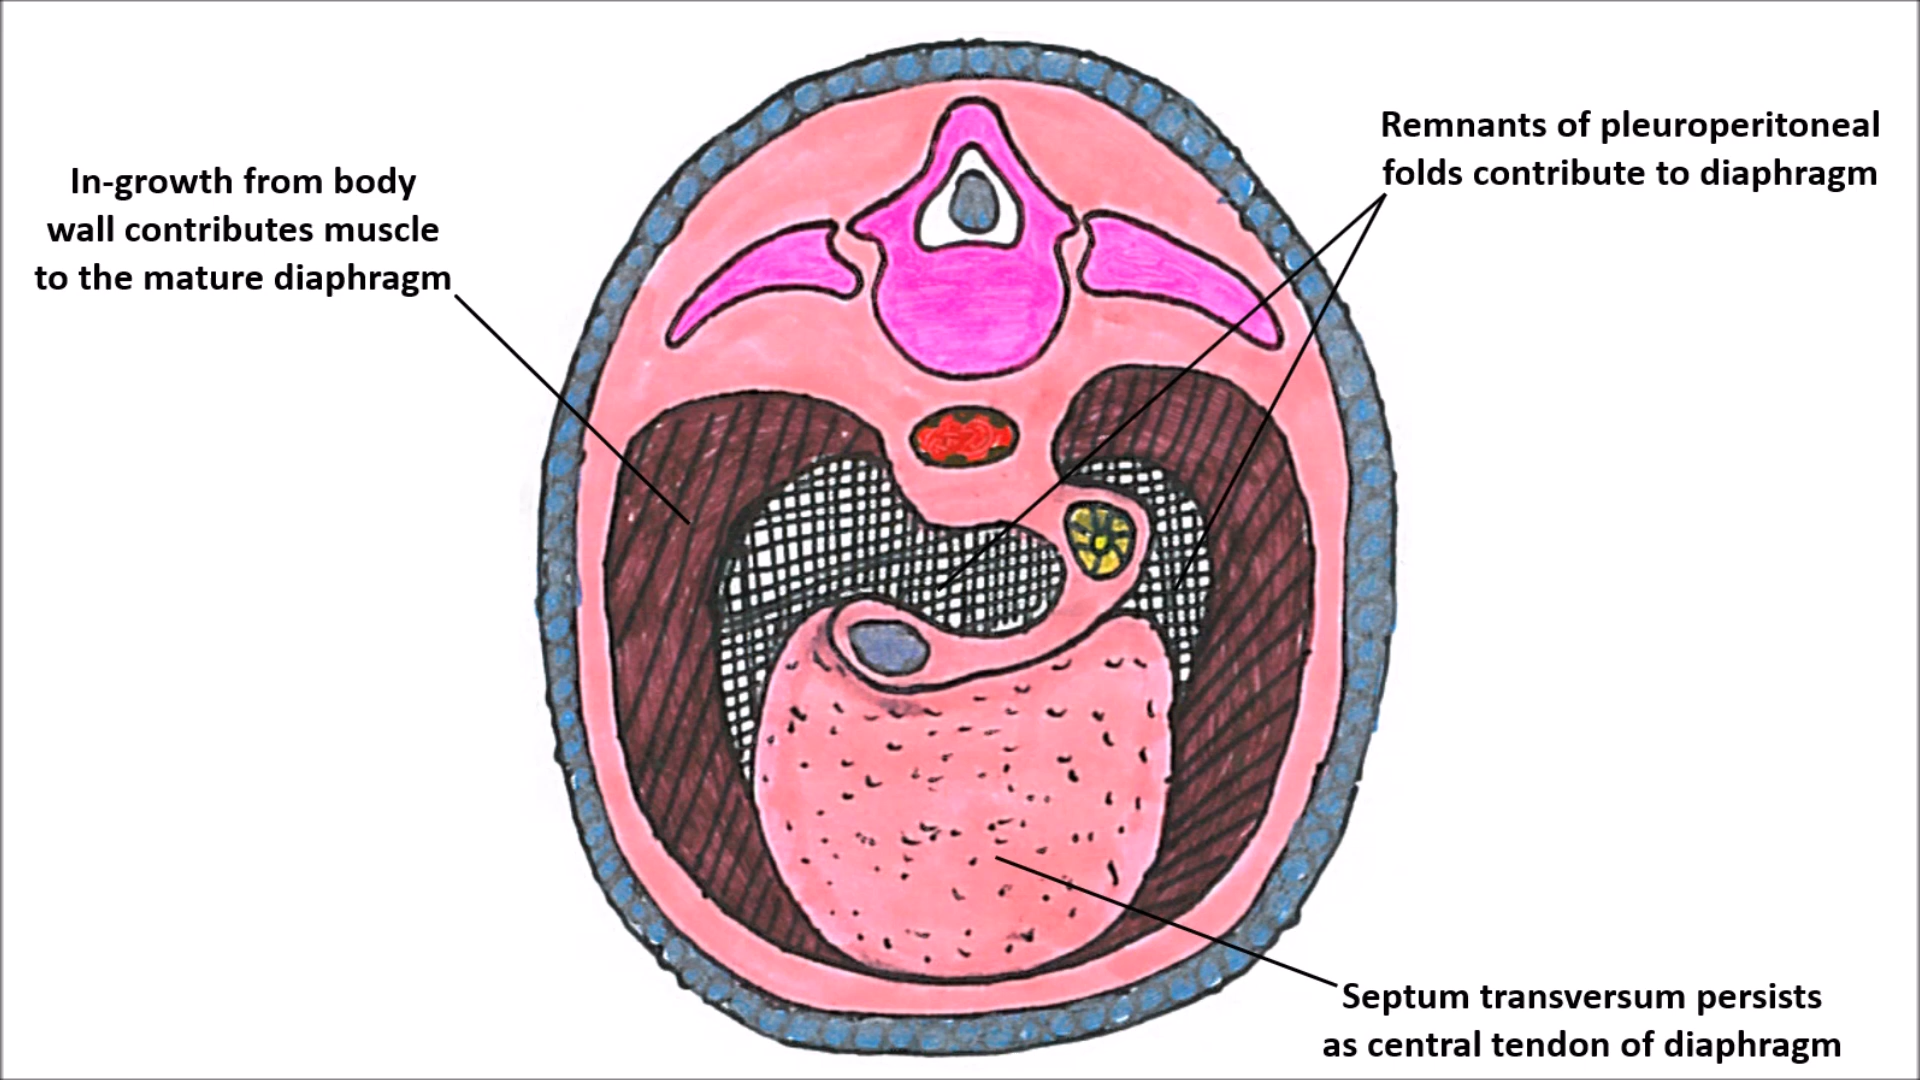 In-growth from body
wall contributes muscle
to the mature diaphragm
Remnants of pleuroperitoneal
folds contribute to diaphragm
Septum transversum persists
as central tendon of diaphragm